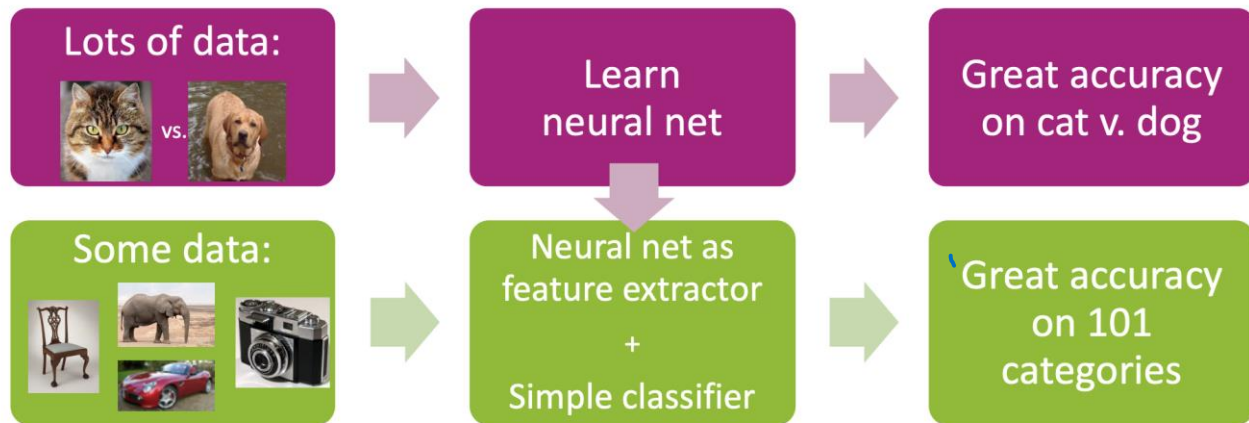 Lots of data:
vs.
Learn
neural net
Great accuracy
on cat v. dog
Some data:
Neural net as
feature extractor
+
Simple classifier
Great accuracy
on 101
categories